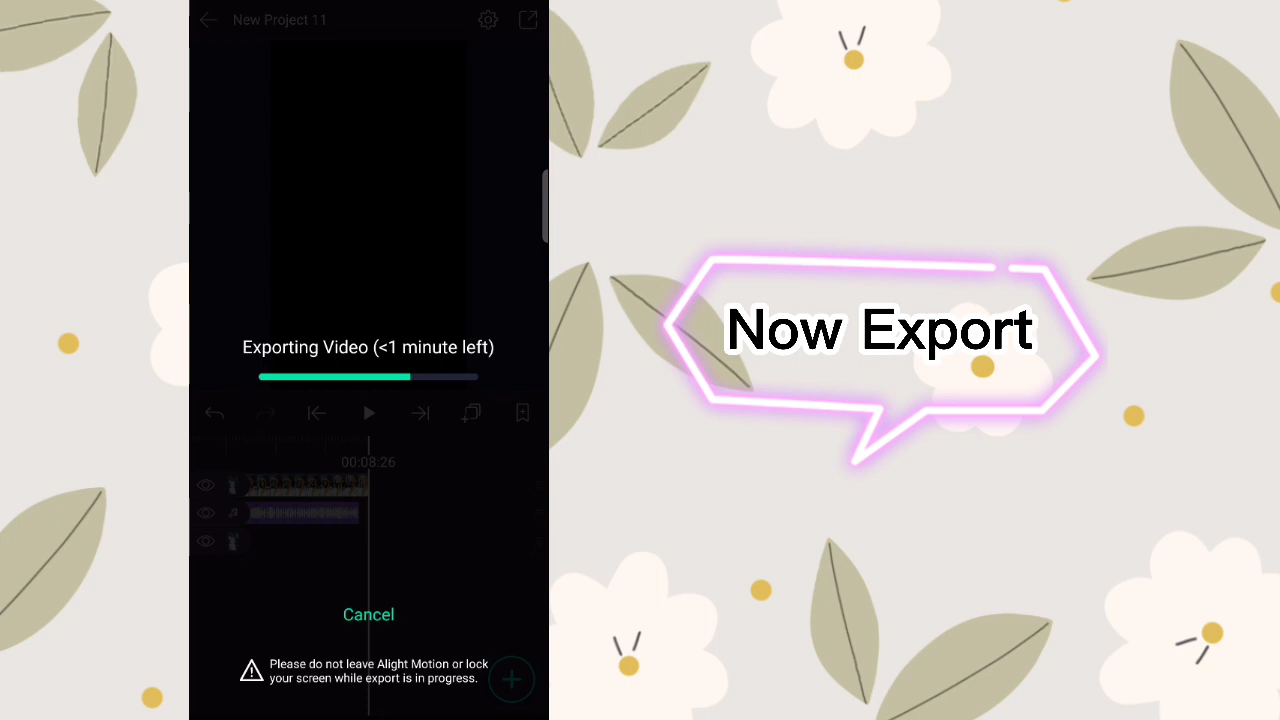 New Project 11
Exporting Video (<1 minute left)
00:08:26
Cancel
Please do not leave Alight Motion or lock
your screen while export is in progress.
Now Export